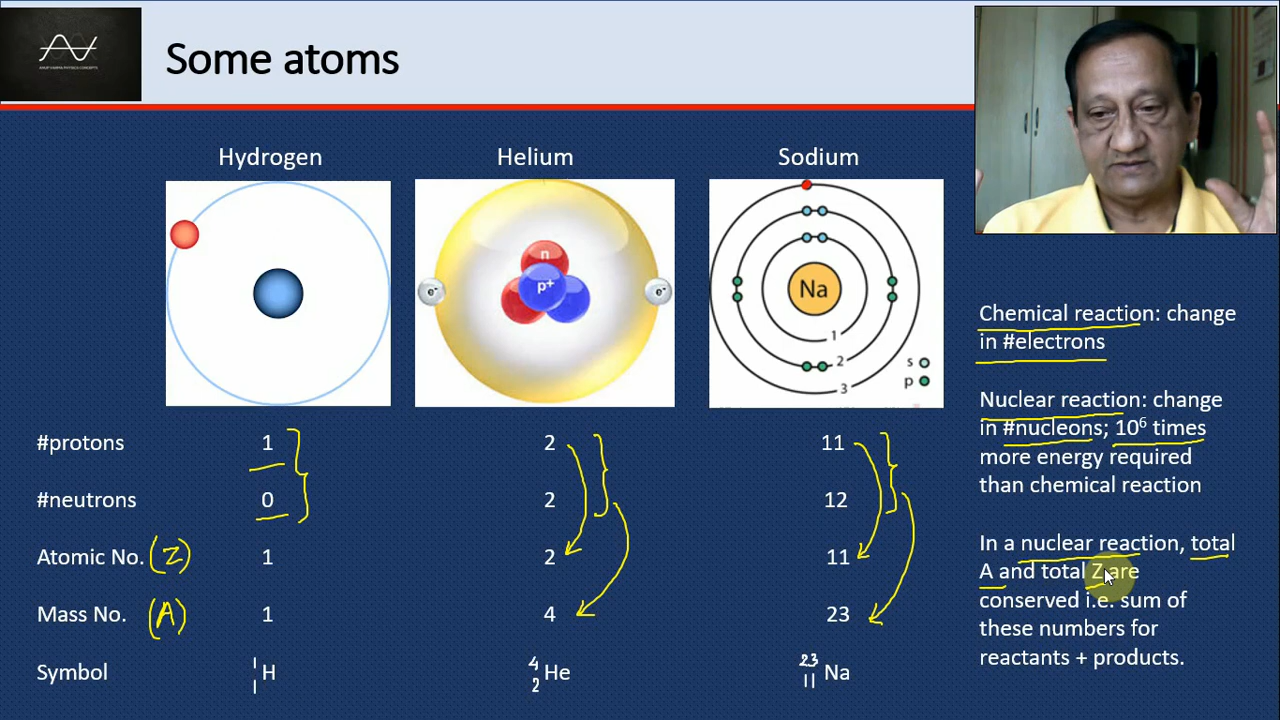 Some atoms
Hydrogen
Helium
Sodium
n
p+
e-
e-
Na
1
2
3
s
p
#protons 1 2 11
#neutrons 0 2 12
Atomic No. (Z) 1 2 11
Mass No. (A) 1 4 23
Symbol 1 1 H 4 2 He 23 11 Na
Chemical reaction: change
in #electrons
Nuclear reaction: change
in #nucleons; 10⁶ times
more energy required
than chemical reaction
In a nuclear reaction, total
A and total Z are
conserved i.e. sum of
these numbers for
reactants + products.